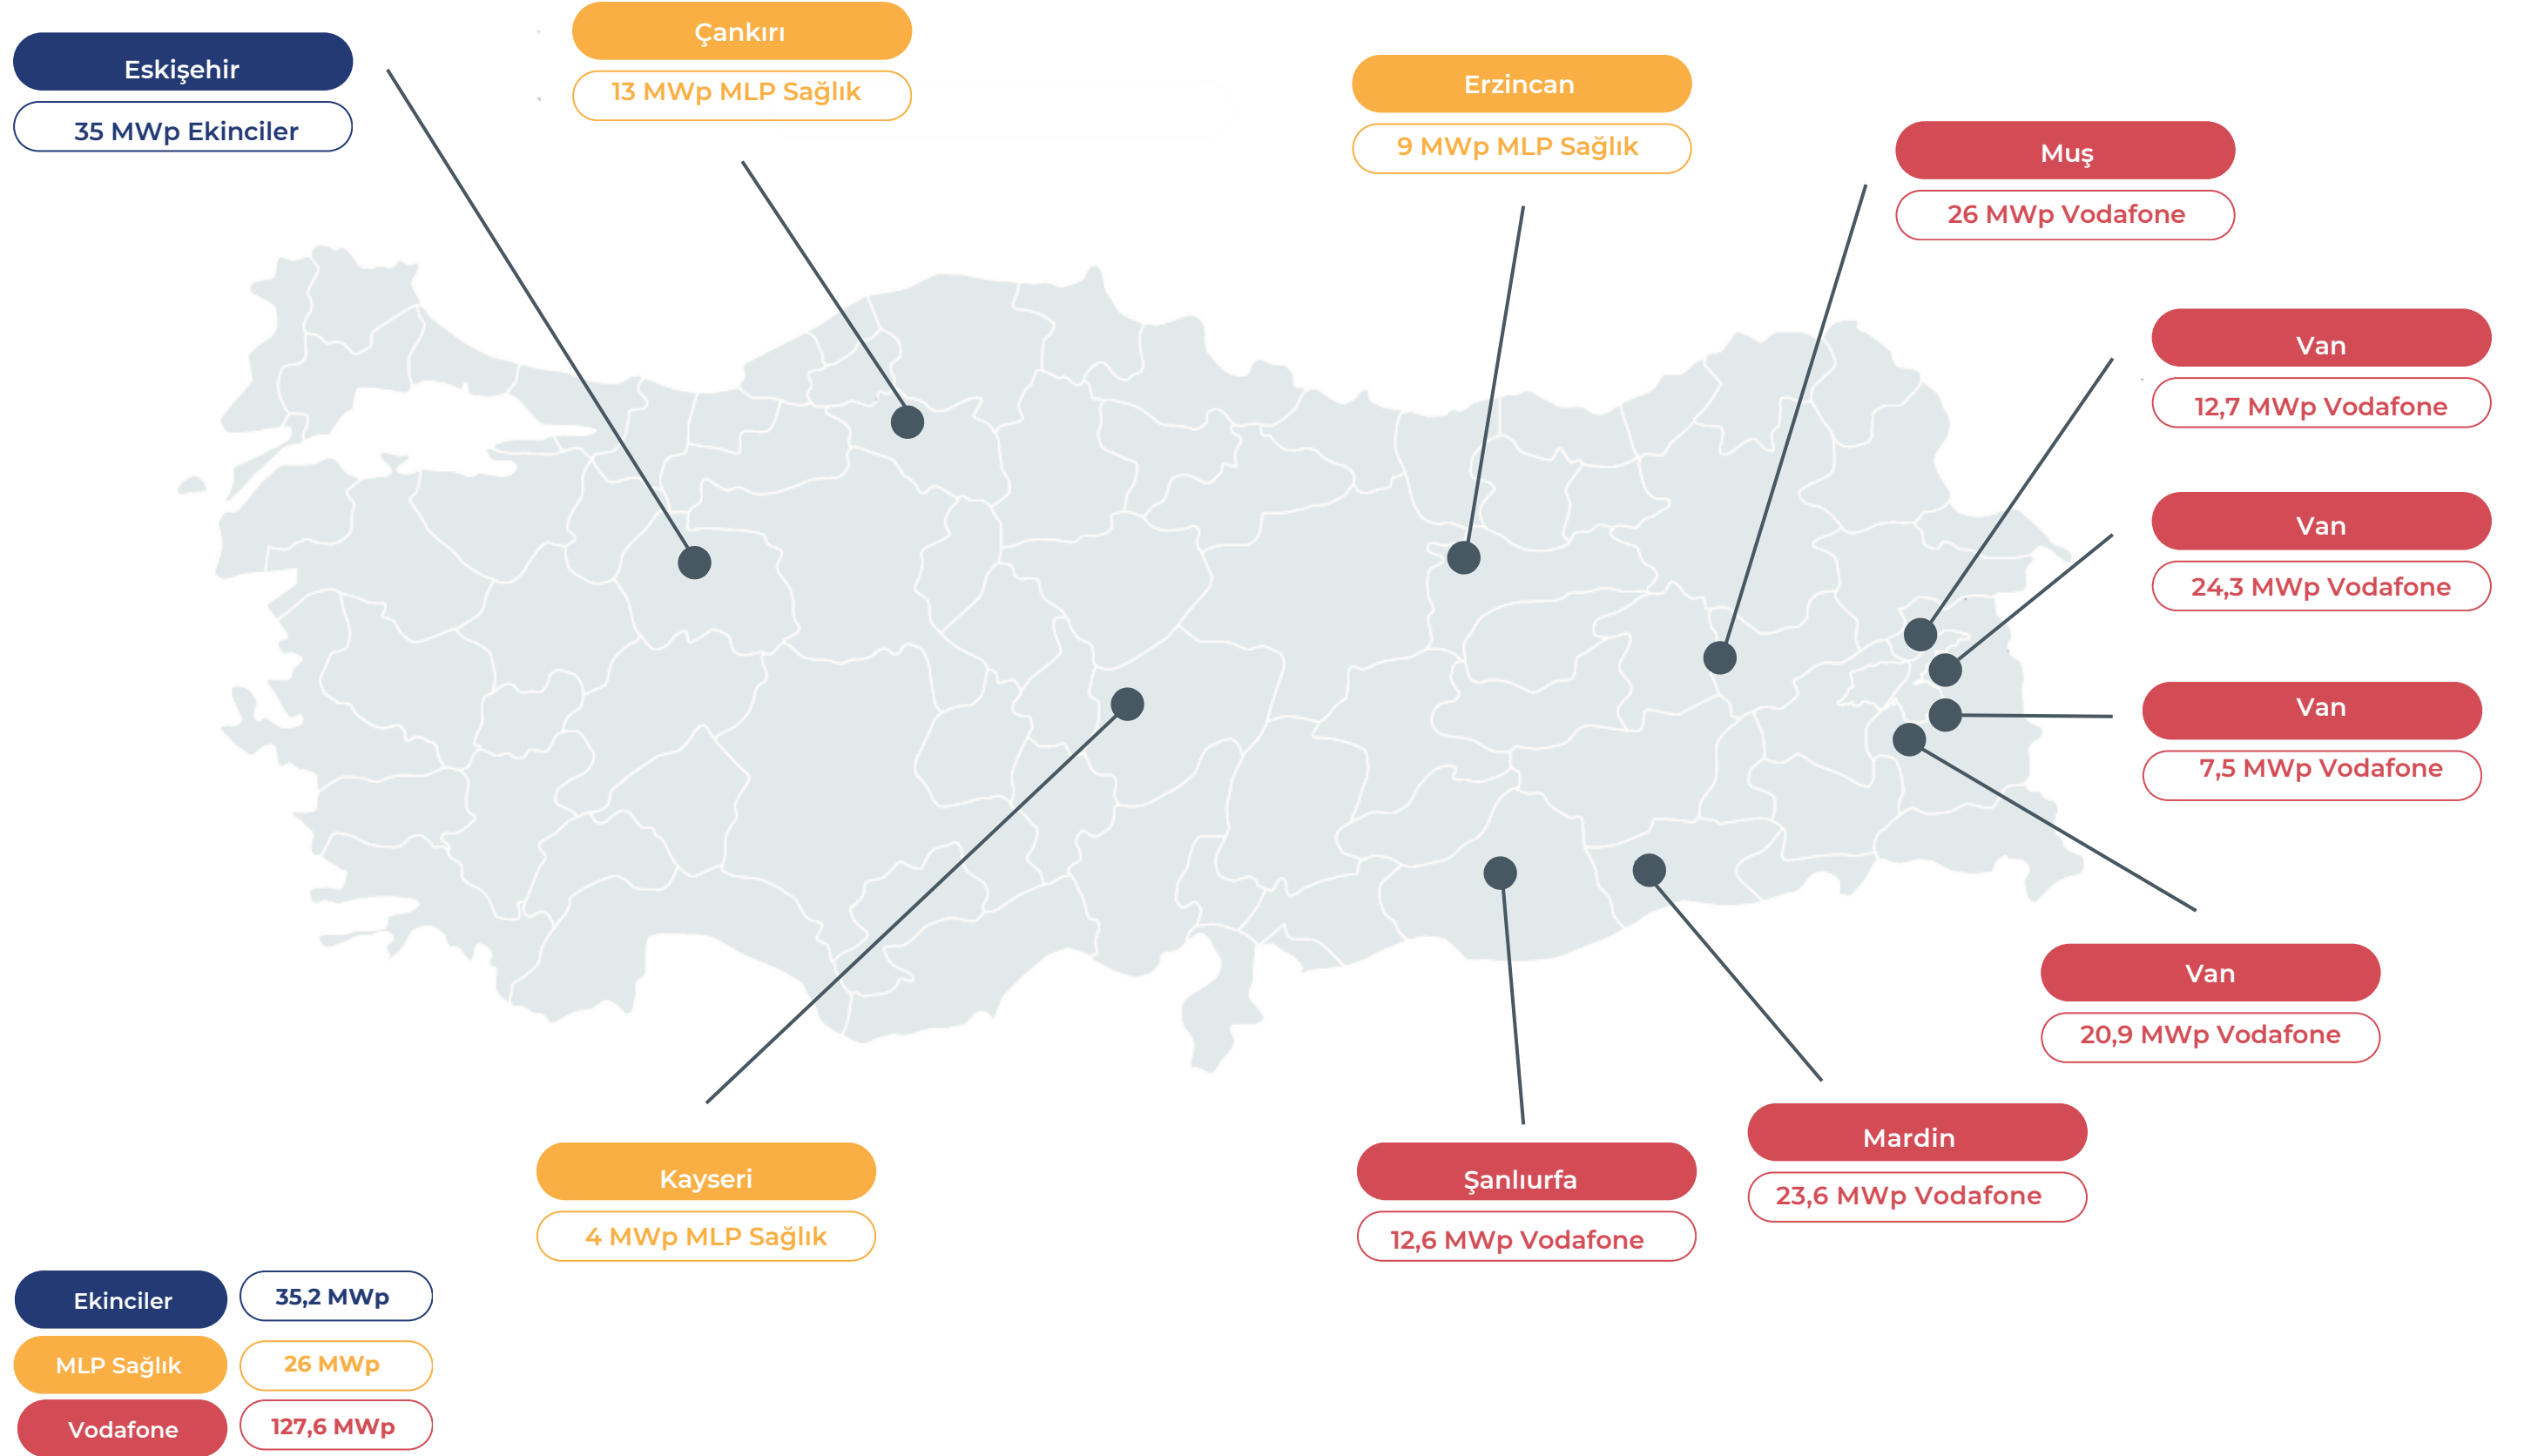 Eskişehir
35 MWp Ekinciler
Çankırı
13 MWp MLP Sağlık
Erzincan
9 MWp MLP Sağlık
Muş
26 MWp Vodafone
Van
12,7 MWp Vodafone
Van
24,3 MWp Vodafone
Van
7,5 MWp Vodafone
Van
20,9 MWp Vodafone
Mardin
23,6 MWp Vodafone
Şanlıurfa
12,6 MWp Vodafone
Kayseri
4 MWp MLP Sağlık
Ekinciler
35,2 MWp
MLP Sağlık
26 MWp
Vodafone
127,6 MWp